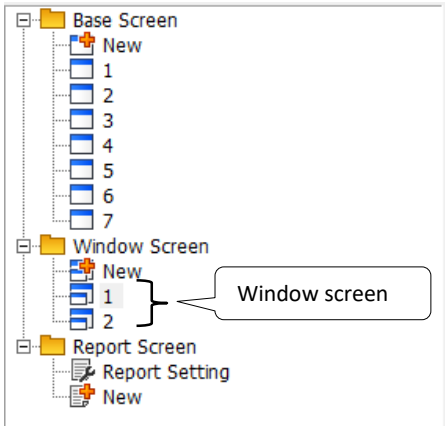 Base Screen
New
1
2
3
4
5
6
7
Window Screen
New
1
2
Window screen
Report Screen
Report Setting
New